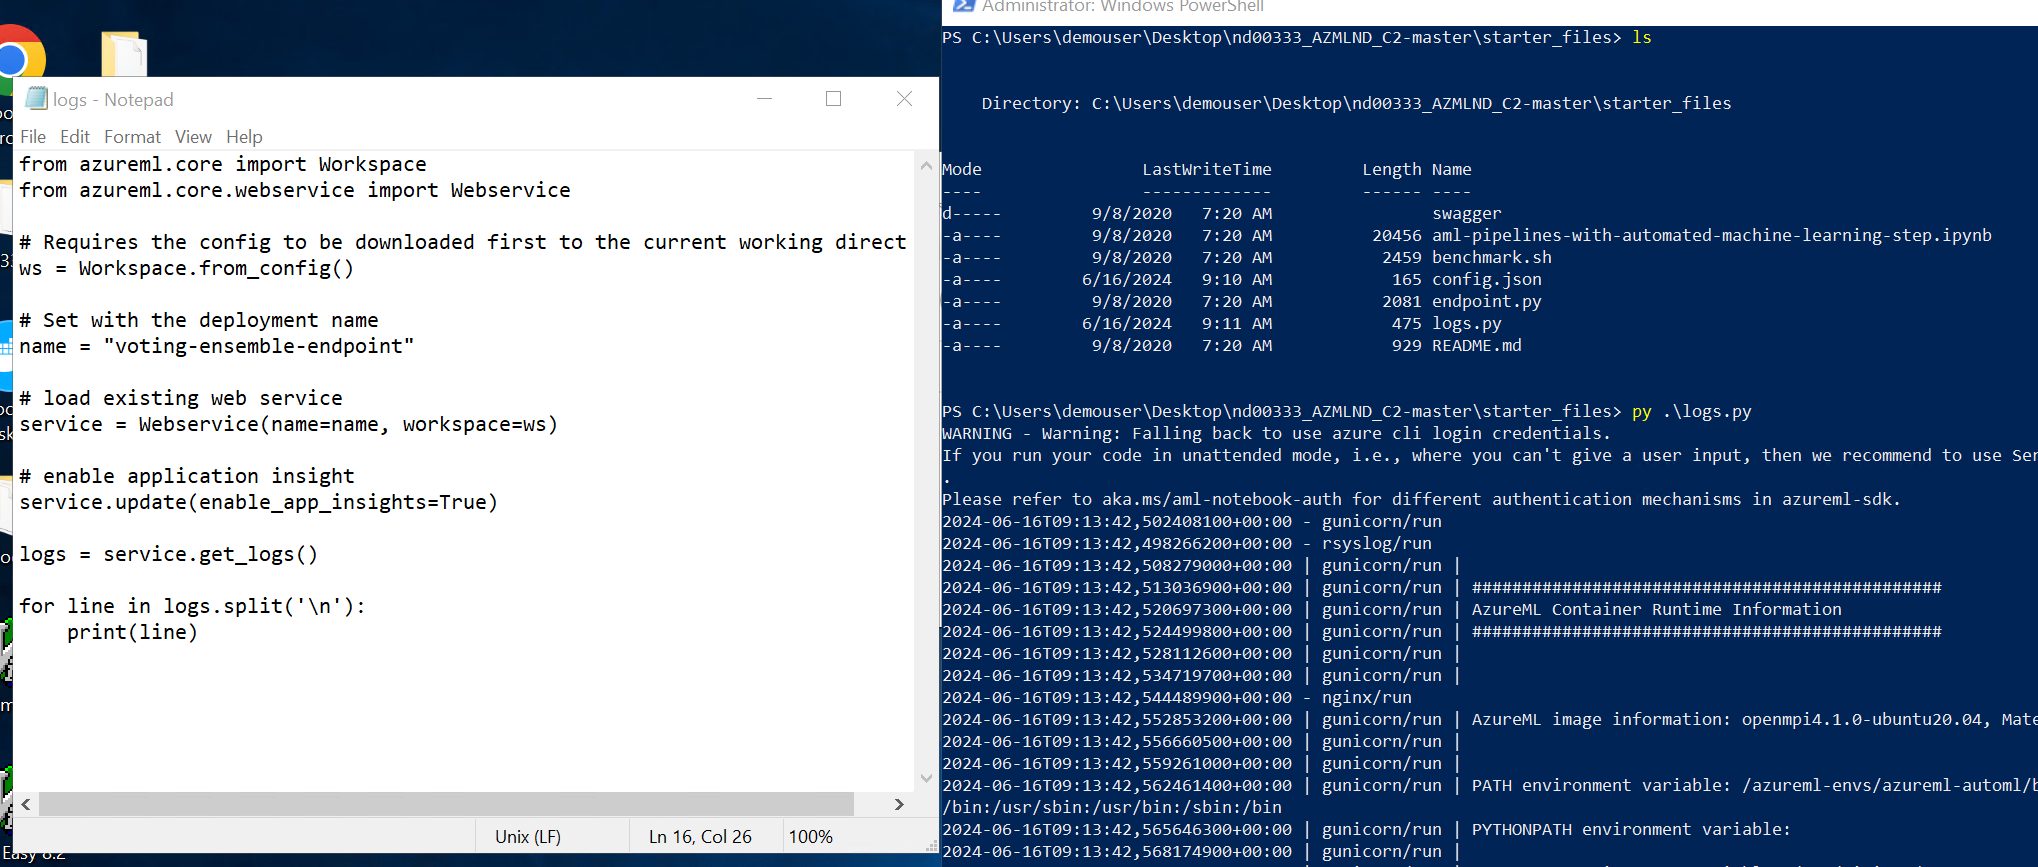 logs - Notepad
File Edit Format View Help
from azureml.core import Workspace
from azureml.core.webservice import Webservice
# Requires the config to be downloaded first to the current working direct
ws = Workspace.from_config()
# Set with the deployment name
name = "voting-ensemble-endpoint"
# load existing web service
service = Webservice(name=name, workspace=ws)
# enable application insight
service.update(enable_app_insights=True)
logs = service.get_logs()
for line in logs.split('\n'):
    print(line)
Unix (LF) Ln 16, Col 26 100%
Easy 8.2
Administrator: Windows PowerShell
PS C:\Users\demouser\Desktop\nd00333_AZMLND_C2-master\starter_files> ls
Directory: C:\Users\demouser\Desktop\nd00333_AZMLND_C2-master\starter_files
Mode LastWriteTime Length Name
---- ------------- ------ ----
d----- 9/8/2020 7:20 AM swagger
-a---- 9/8/2020 7:20 AM 20456 aml-pipelines-with-automated-machine-learning-step.ipynb
-a---- 9/8/2020 7:20 AM 2459 benchmark.sh
-a---- 6/16/2024 9:10 AM 165 config.json
-a---- 9/8/2020 7:20 AM 2081 endpoint.py
-a---- 6/16/2024 9:11 AM 475 logs.py
-a---- 9/8/2020 7:20 AM 929 README.md
PS C:\Users\demouser\Desktop\nd00333_AZMLND_C2-master\starter_files> py .\logs.py
WARNING - Warning: Falling back to use azure cli login credentials.
If you run your code in unattended mode, i.e., where you can't give a user input, then we recommend to use Ser
.
Please refer to aka.ms/aml-notebook-auth for different authentication mechanisms in azureml-sdk.
2024-06-16T09:13:42,502408100+00:00 - gunicorn/run
2024-06-16T09:13:42,498266200+00:00 - rsyslog/run
2024-06-16T09:13:42,508279000+00:00 | gunicorn/run |
2024-06-16T09:13:42,513036900+00:00 | gunicorn/run | ###############################################
2024-06-16T09:13:42,520697300+00:00 | gunicorn/run | AzureML Container Runtime Information
2024-06-16T09:13:42,524499800+00:00 | gunicorn/run | ###############################################
2024-06-16T09:13:42,528112600+00:00 | gunicorn/run |
2024-06-16T09:13:42,534719700+00:00 | gunicorn/run |
2024-06-16T09:13:42,544489900+00:00 - nginx/run
2024-06-16T09:13:42,552853200+00:00 | gunicorn/run | AzureML image information: openmpi4.1.0-ubuntu20.04, Mate
2024-06-16T09:13:42,556660500+00:00 | gunicorn/run |
2024-06-16T09:13:42,559261000+00:00 | gunicorn/run |
2024-06-16T09:13:42,562461400+00:00 | gunicorn/run | PATH environment variable: /azureml-envs/azureml-automl/b
/bin:/usr/sbin:/usr/bin:/sbin:/bin
2024-06-16T09:13:42,565646300+00:00 | gunicorn/run | PYTHONPATH environment variable:
2024-06-16T09:13:42,568174900+00:00 | gunicorn/run |